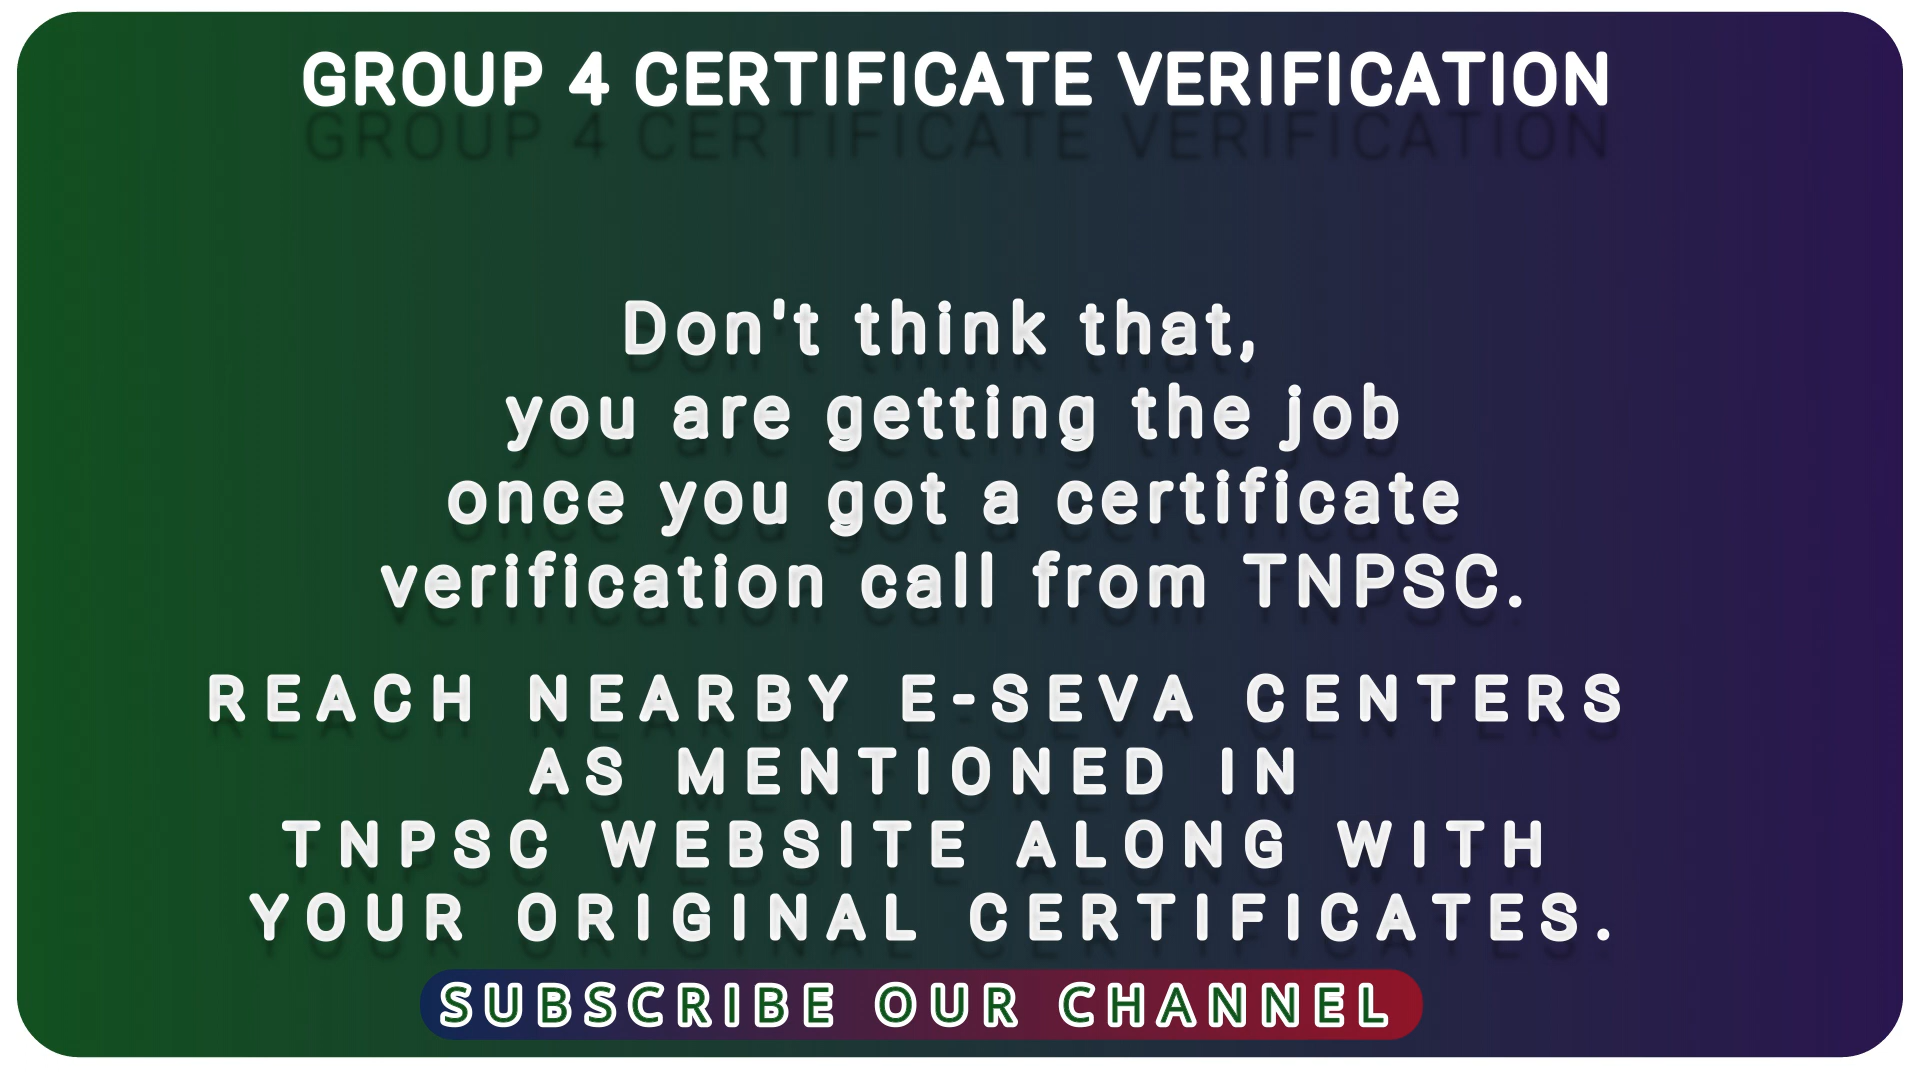 GROUP 4 CERTIFICATE VERIFICATION
Don't think that,
you are getting the job
once you got a certificate
verification call from TNPSC.
REACH NEARBY E-SEVA CENTERS
AS MENTIONED IN
TNPSC WEBSITE ALONG WITH
YOUR ORIGINAL CERTIFICATES.
SUBSCRIBE OUR CHANNEL